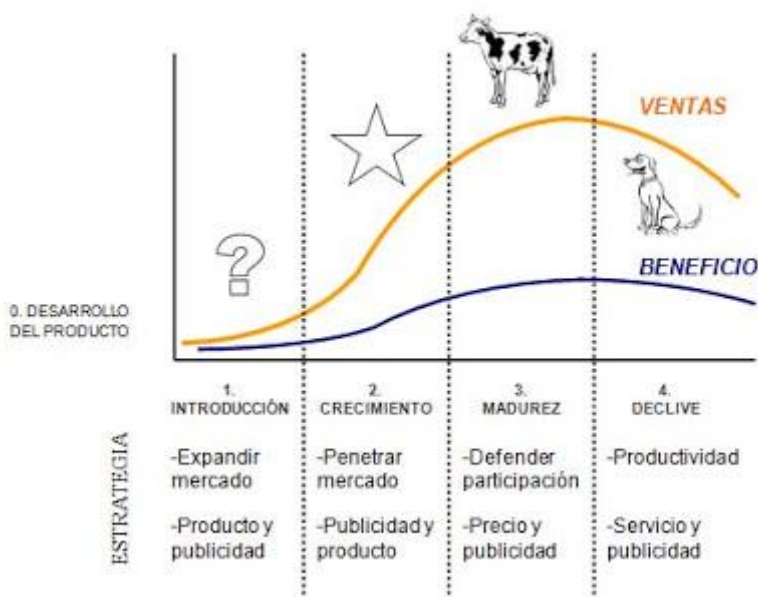 VENTAS
?
BENEFICIO
0. DESARROLLO
DEL PRODUCTO
1.
INTRODUCCIÓN
2.
CRECIMIENTO
3.
MADUREZ
4.
DECLIVE
ESTRATEGIA
-Expandir
mercado
-Producto y
publicidad
-Penetrar
mercado
-Publicidad y
producto
-Defender
participación
-Precio y
publicidad
-Productividad
-Servicio y
publicidad